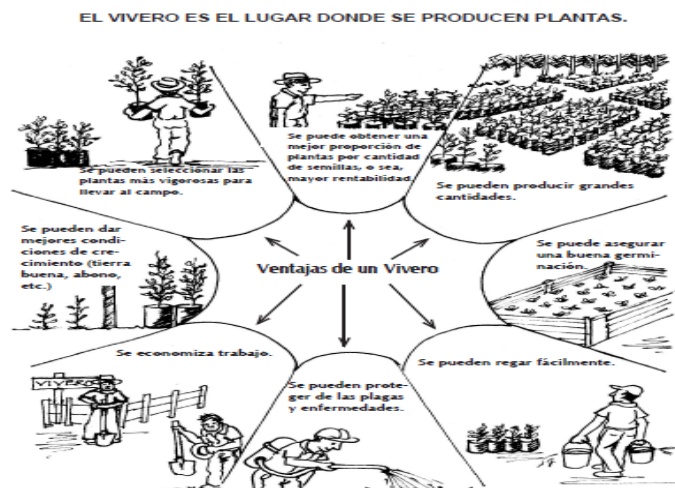 EL VIVERO ES EL LUGAR DONDE SE PRODUCEN PLANTAS.
Se pueden seleccionar las
plantas más vigorosas para
llevar al campo.
Se puede obtener una
mejor proporción de
plantas por cantidad
de semillas, o sea,
mayor rentabilidad.
Se pueden producir grandes
cantidades.
Se pueden dar
mejores condi-
ciones de cre-
cimiento (tierra
buena, abono,
etc.)
Ventajas de un Vivero
Se puede asegurar
una buena germi-
nación.
Se economiza trabajo.
VIVERO
Se pueden prote-
ger de las plagas
y enfermedades.
Se pueden regar fácilmente.